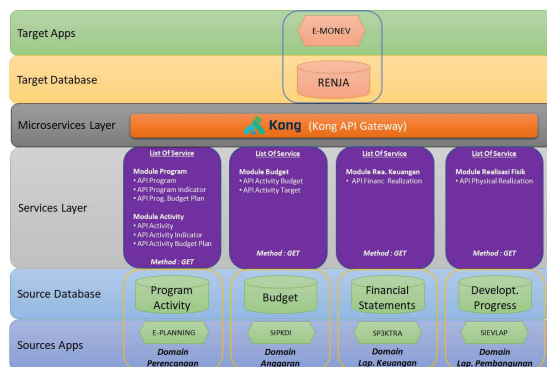 Target Apps
E-MONEV
Target Database
RENJA
Microservices Layer
Kong (Kong API Gateway)
Services Layer
List Of Service
Module Program
• API Program
• API Program Indicator
• API Prog. Budget Plan
Module Activity
• API Activity
• API Activity Indicator
• API Activity Budget Plan
Method : GET
List Of Service
Module Budget
• API Activity Budget
• API Activity Target
Method : GET
List Of Service
Module Rea. Keuangan
• API Financ Realization
Method : GET
List Of Service
Module Realisasi Fisik
• API Physical Realization
Method : GET
Source Database
Program
Activity
Budget
Financial
Statements
Developt.
Progress
Sources Apps
E-PLANNING
SIPKDI
SP3KTRA
SIEVLAP
Domain
Perencanaan
Domain
Anggaran
Domain
Lap. Keuangan
Domain
Lap. Pembangunan